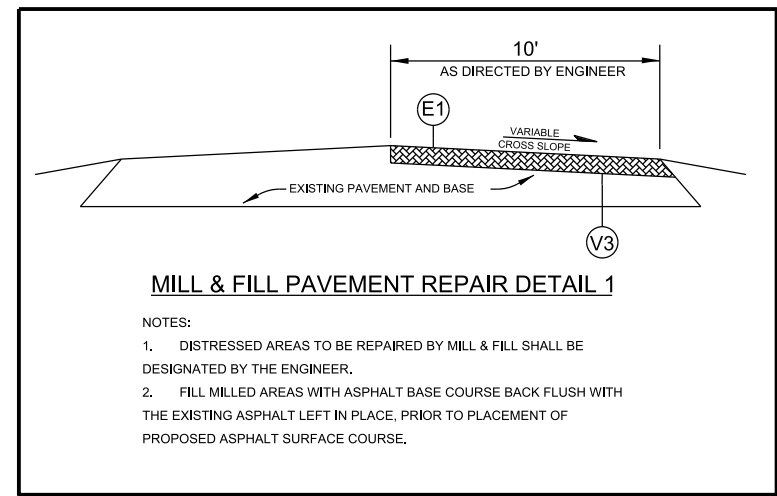 10'
AS DIRECTED BY ENGINEER
E1
VARIABLE
CROSS SLOPE
EXISTING PAVEMENT AND BASE
V3
MILL & FILL PAVEMENT REPAIR DETAIL 1
NOTES:
1. DISTRESSED AREAS TO BE REPAIRED BY MILL & FILL SHALL BE
DESIGNATED BY THE ENGINEER.
2. FILL MILLED AREAS WITH ASPHALT BASE COURSE BACK FLUSH WITH
THE EXISTING ASPHALT LEFT IN PLACE, PRIOR TO PLACEMENT OF
PROPOSED ASPHALT SURFACE COURSE.